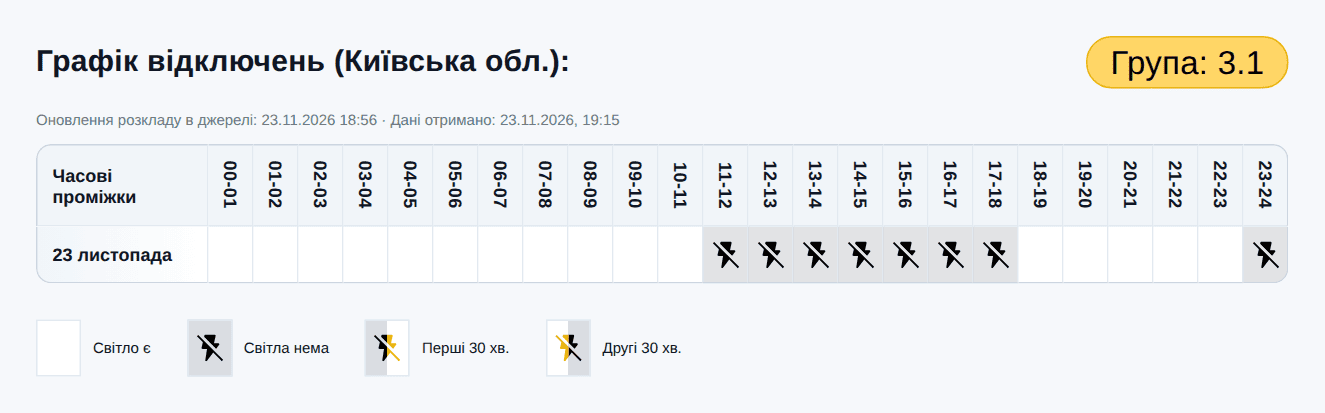 Графік відключень (Київська обл.):
Група: 3.1
Оновлення розкладу в джерелі: 23.11.2026 18:56 · Дані отримано: 23.11.2026, 19:15
Часові
проміжки
00-01
01-02
02-03
03-04
04-05
05-06
06-07
07-08
08-09
09-10
10-11
11-12
12-13
13-14
14-15
15-16
16-17
17-18
18-19
19-20
20-21
21-22
22-23
23-24
23 листопада
Світло є
Світла нема
Перші 30 хв.
Другі 30 хв.